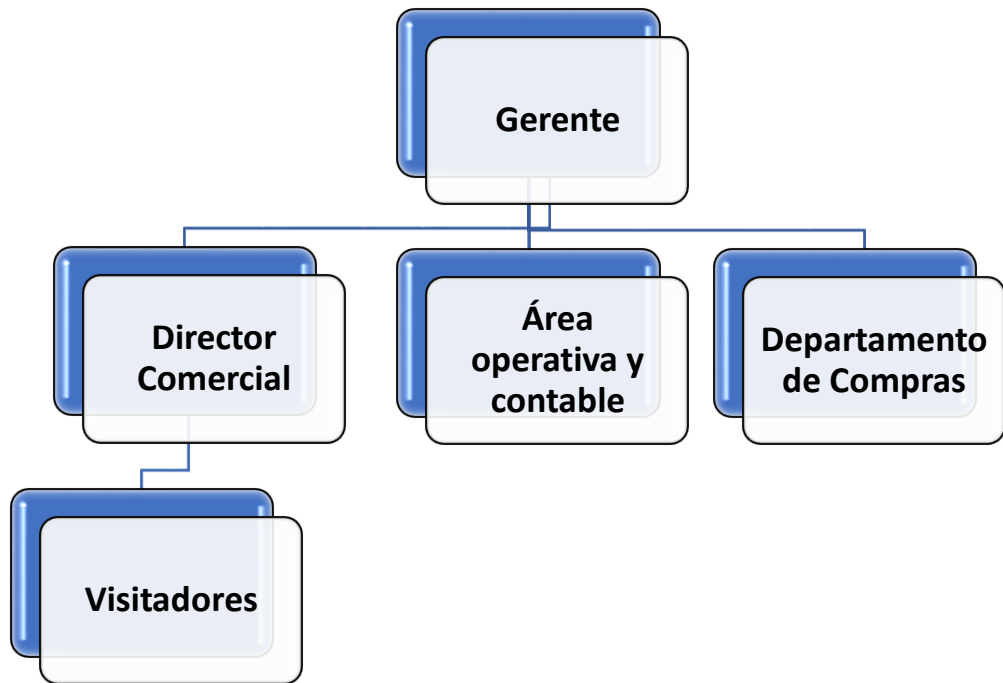 Gerente
Director
Comercial
Área
operativa y
contable
Departamento
de Compras
Visitadores